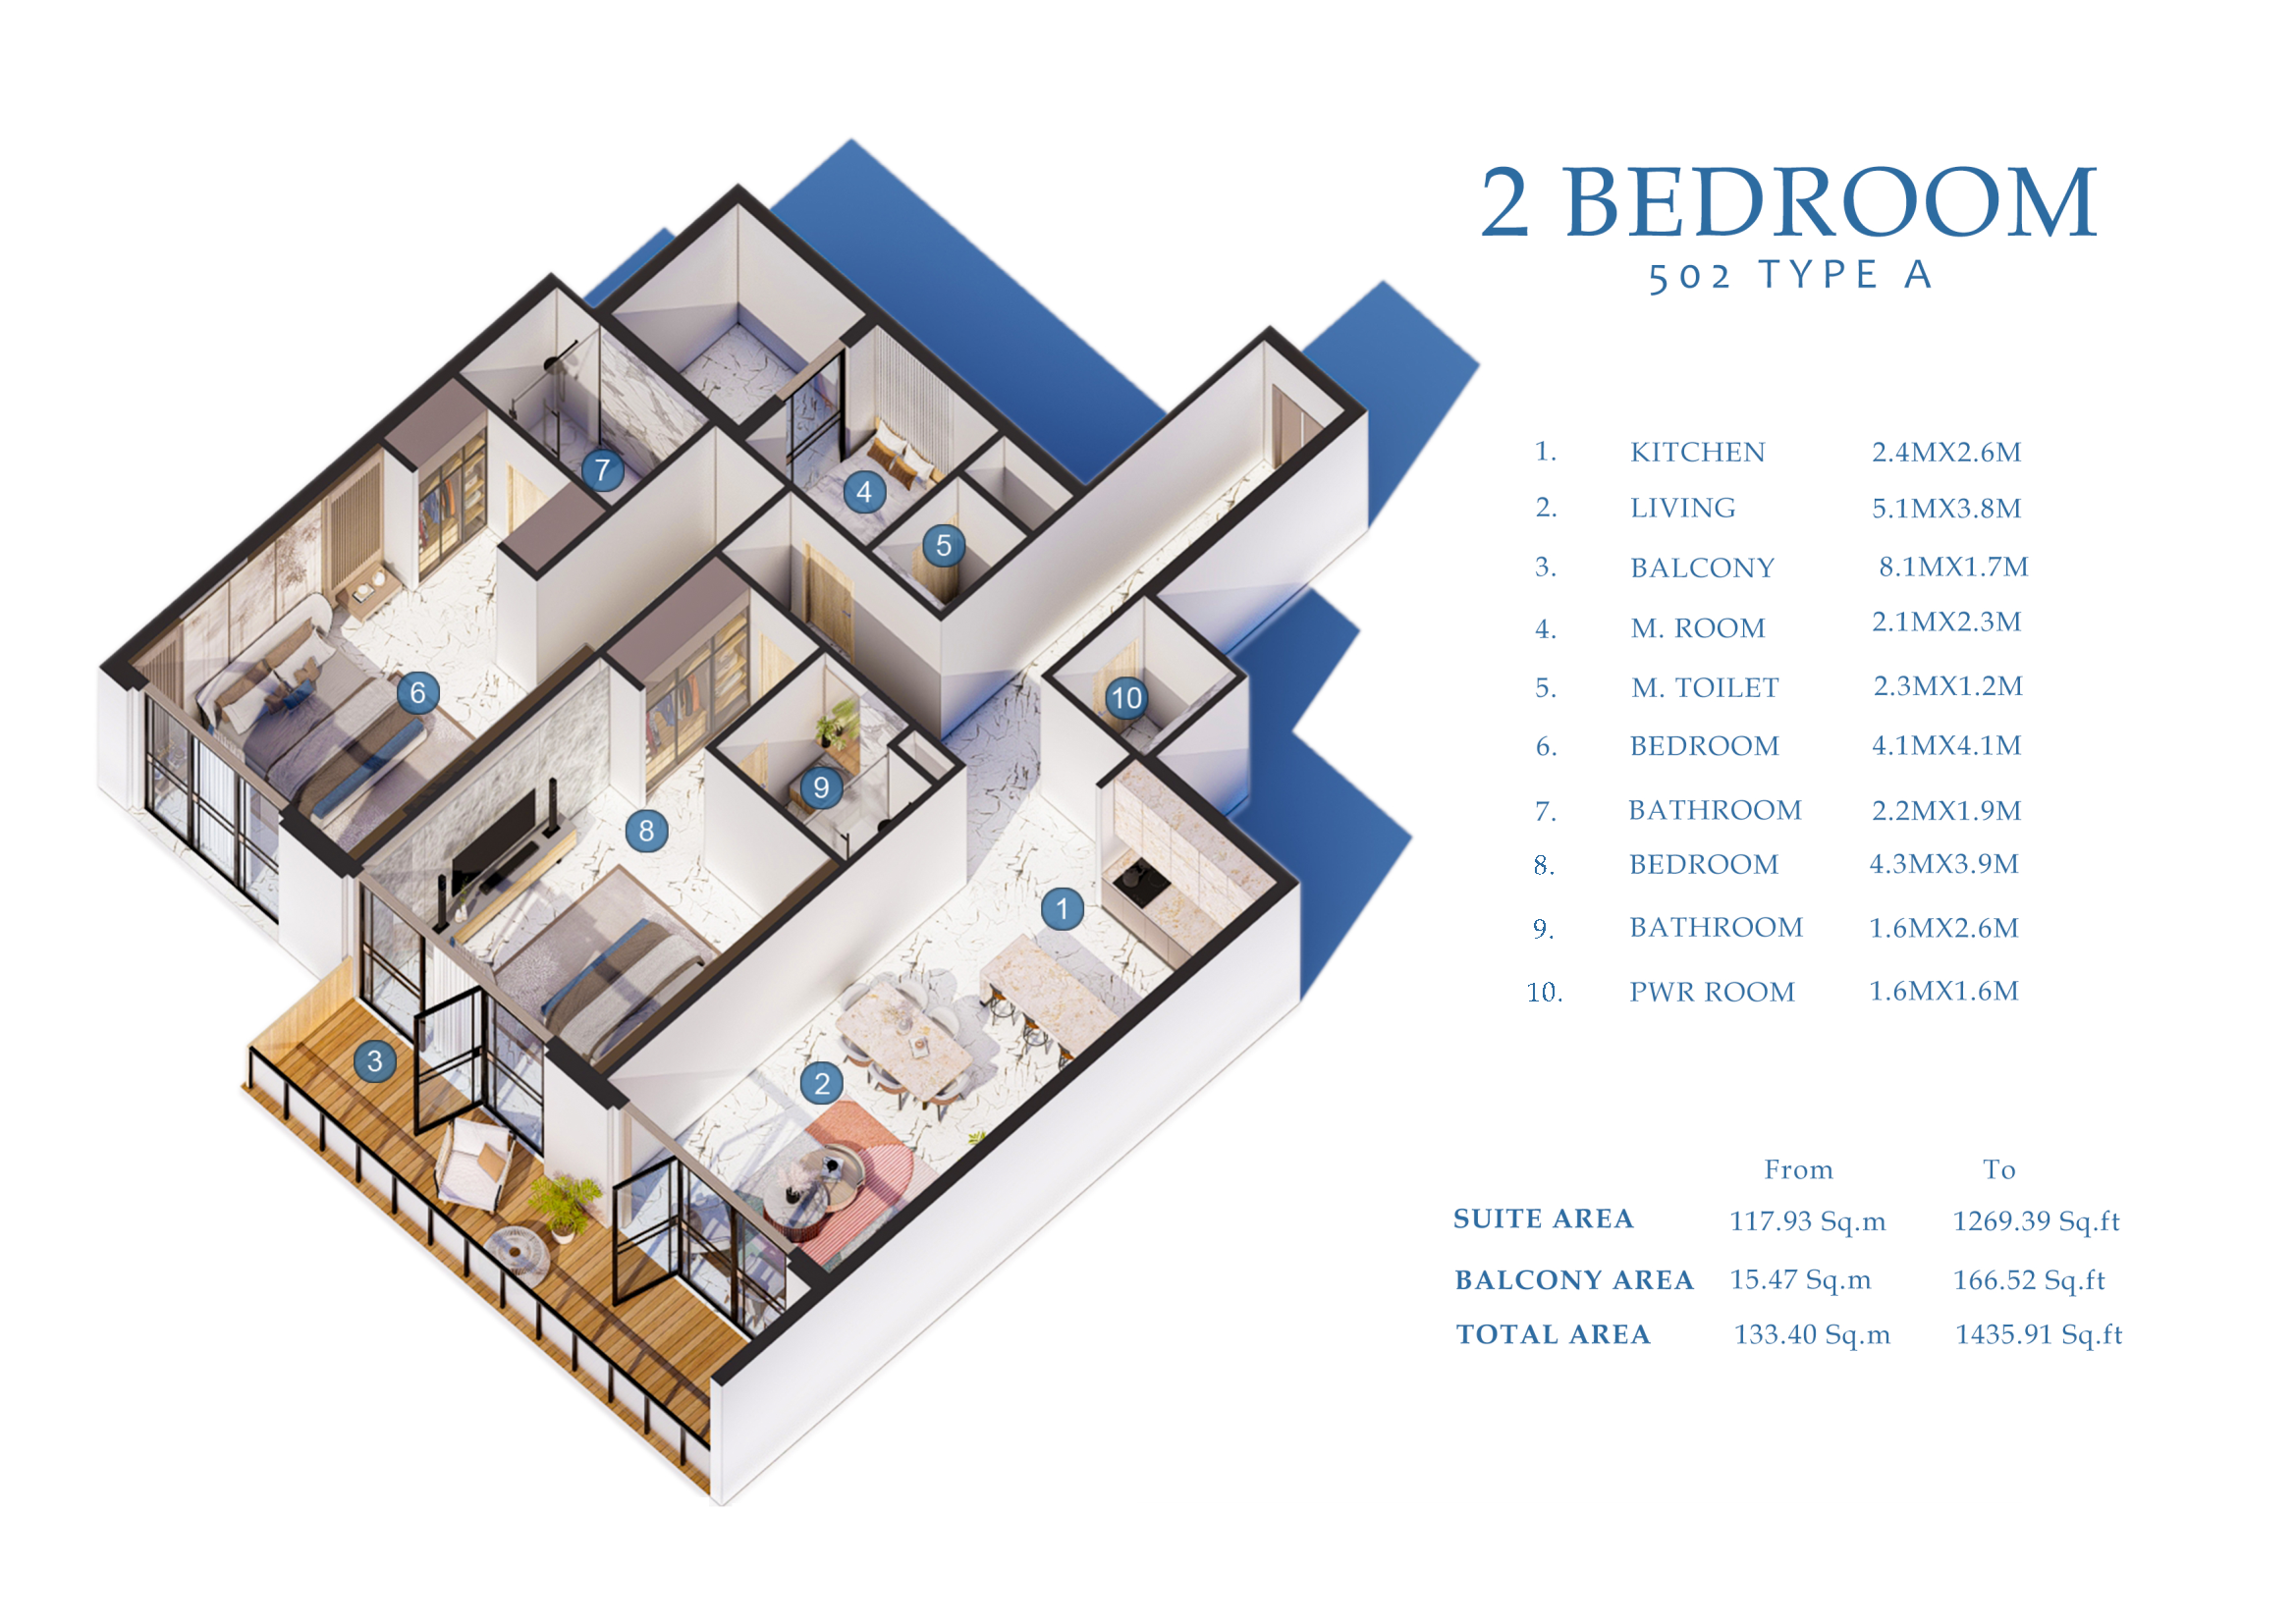 2 BEDROOM
502 TYPE A
1. KITCHEN 2.4MX2.6M
2. LIVING 5.1MX3.8M
3. BALCONY 8.1MX1.7M
4. M. ROOM 2.1MX2.3M
5. M. TOILET 2.3MX1.2M
6. BEDROOM 4.1MX4.1M
7. BATHROOM 2.2MX1.9M
8. BEDROOM 4.3MX3.9M
9. BATHROOM 1.6MX2.6M
10. PWR ROOM 1.6MX1.6M
From To
SUITE AREA 117.93 Sq.m 1269.39 Sq.ft
BALCONY AREA 15.47 Sq.m 166.52 Sq.ft
TOTAL AREA 133.40 Sq.m 1435.91 Sq.ft
7
4
5
6
10
9
8
1
3
2